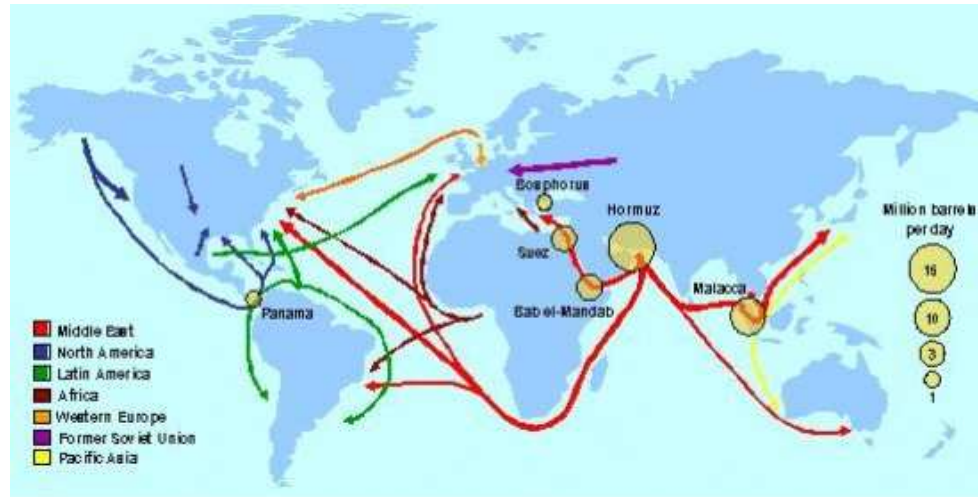 Bosphorus
Hormuz
Million barrels
per day
Suez
16
Malacca
Bab el-Mandab
10
Panama
Middle East
3
North America
Latin America
1
Africa
Western Europe
Former Soviet Union
Pacific Asia